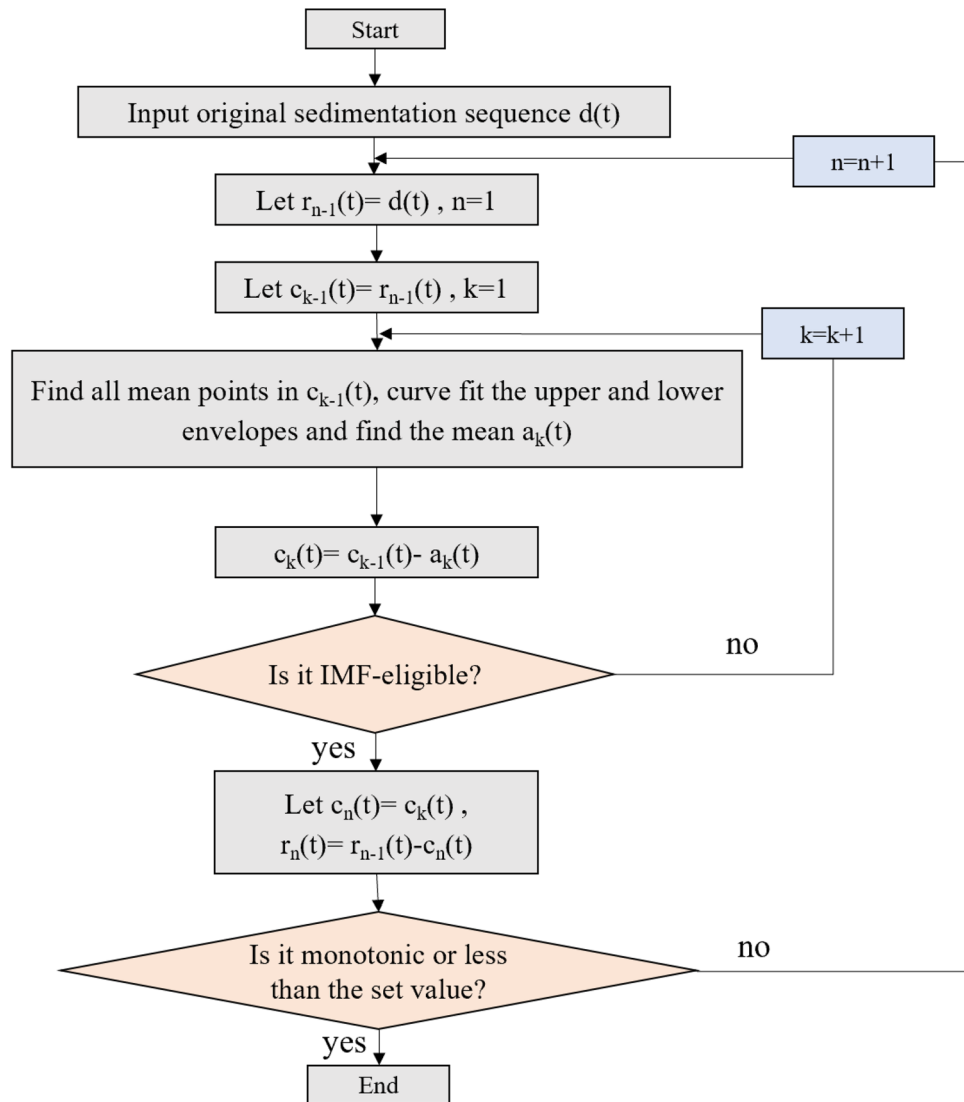 Start
Input original sedimentation sequence d(t)
n=n+1
Let rₙ₋₁(t)= d(t) , n=1
Let cₖ₋₁(t)= rₙ₋₁(t) , k=1
k=k+1
Find all mean points in cₖ₋₁(t), curve fit the upper and lower
envelopes and find the mean aₖ(t)
cₖ(t)= cₖ₋₁(t)- aₖ(t)
no
Is it IMF-eligible?
yes
Let cₙ(t)= cₖ(t) ,
rₙ(t)= rₙ₋₁(t)-cₙ(t)
no
Is it monotonic or less
than the set value?
yes
End